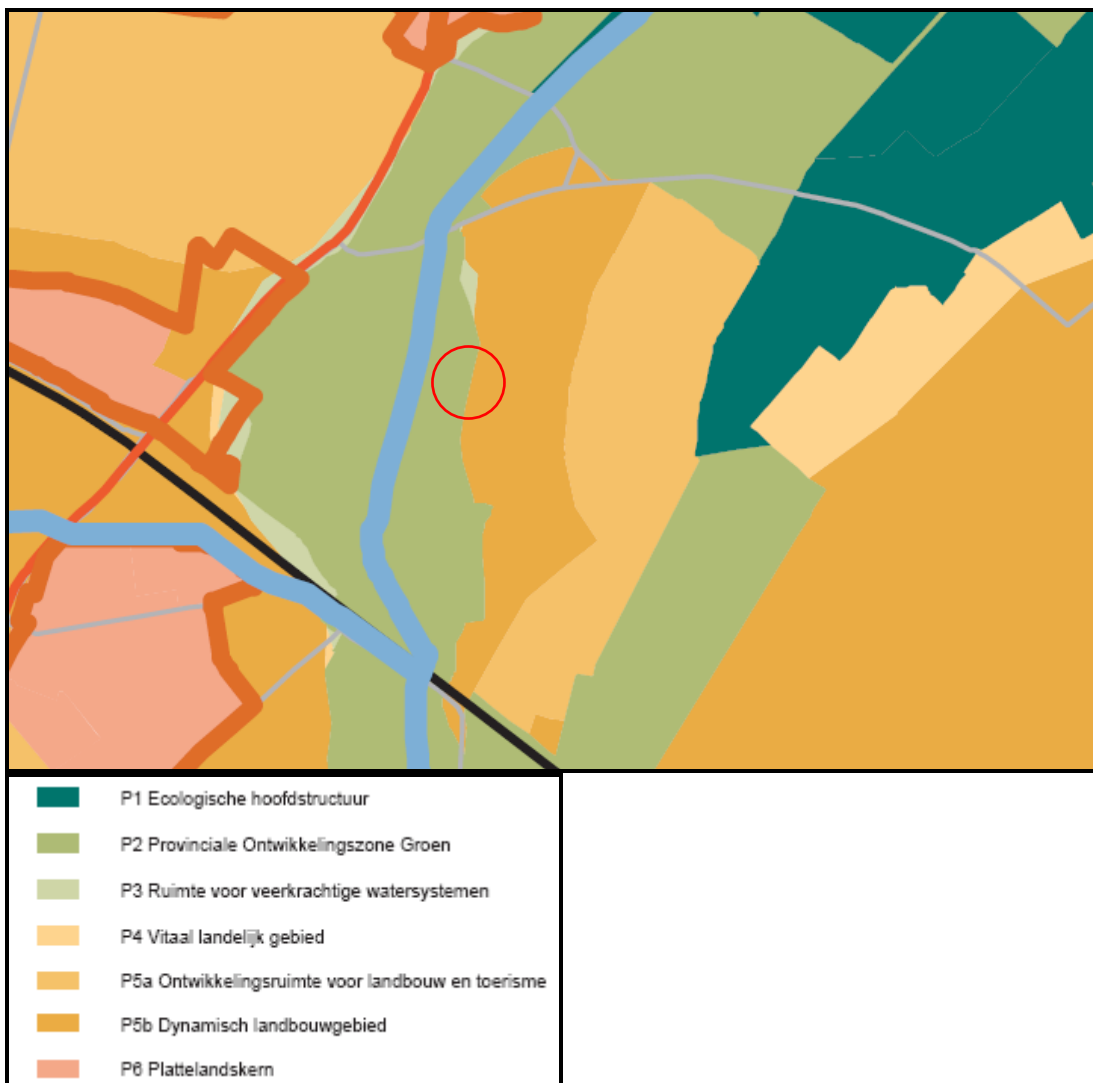 P1 Ecologische hoofdstructuur
P2 Provinciale Ontwikkelingszone Groen
P3 Ruimte voor veerkrachtige watersystemen
P4 Vitaal landelijk gebied
P5a Ontwikkelingsruimte voor landbouw en toerisme
P5b Dynamisch landbouwgebied
P6 Plattelandskern